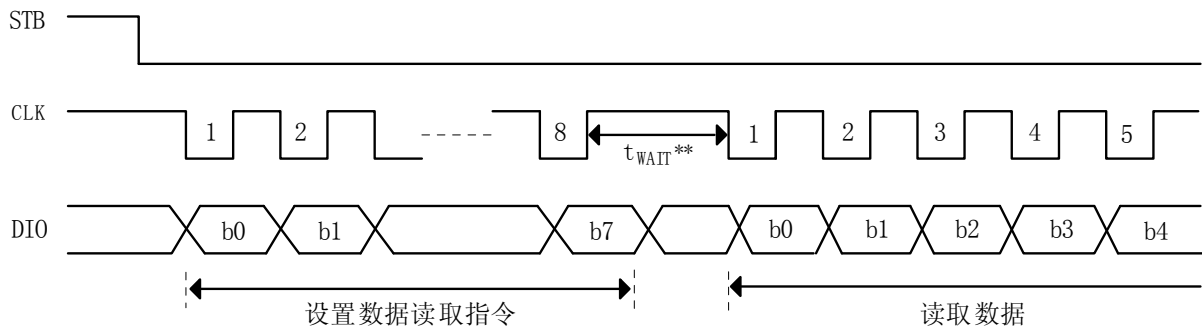 STB
CLK 1 2 8 1 2 3 4 5
tWAIT**
DIO b0 b1 b7 b0 b1 b2 b3 b4
设置数据读取指令 读取数据